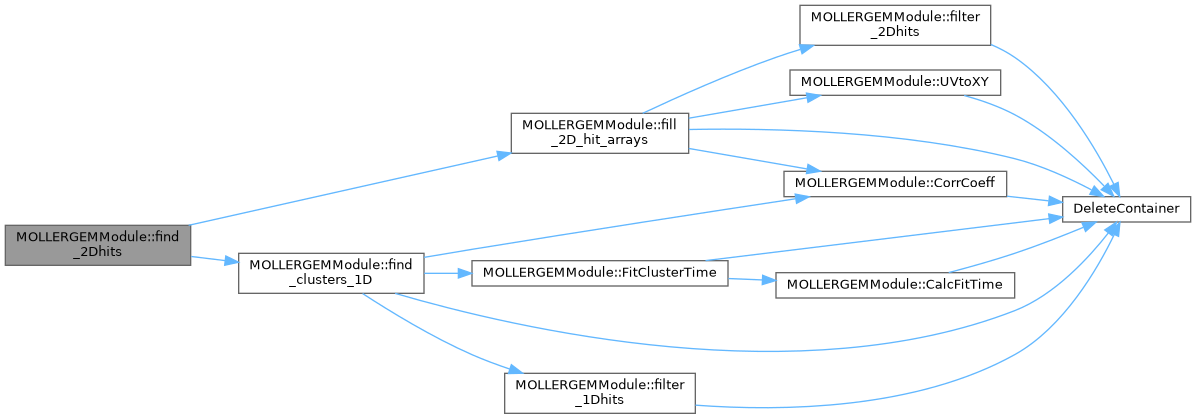 MOLLERGEMModule::find
_2Dhits
MOLLERGEMModule::fill
_2D_hit_arrays
MOLLERGEMModule::find
_clusters_1D
MOLLERGEMModule::filter
_2Dhits
MOLLERGEMModule::UVtoXY
MOLLERGEMModule::CorrCoeff
MOLLERGEMModule::FitClusterTime
MOLLERGEMModule::CalcFitTime
MOLLERGEMModule::filter
_1Dhits
DeleteContainer